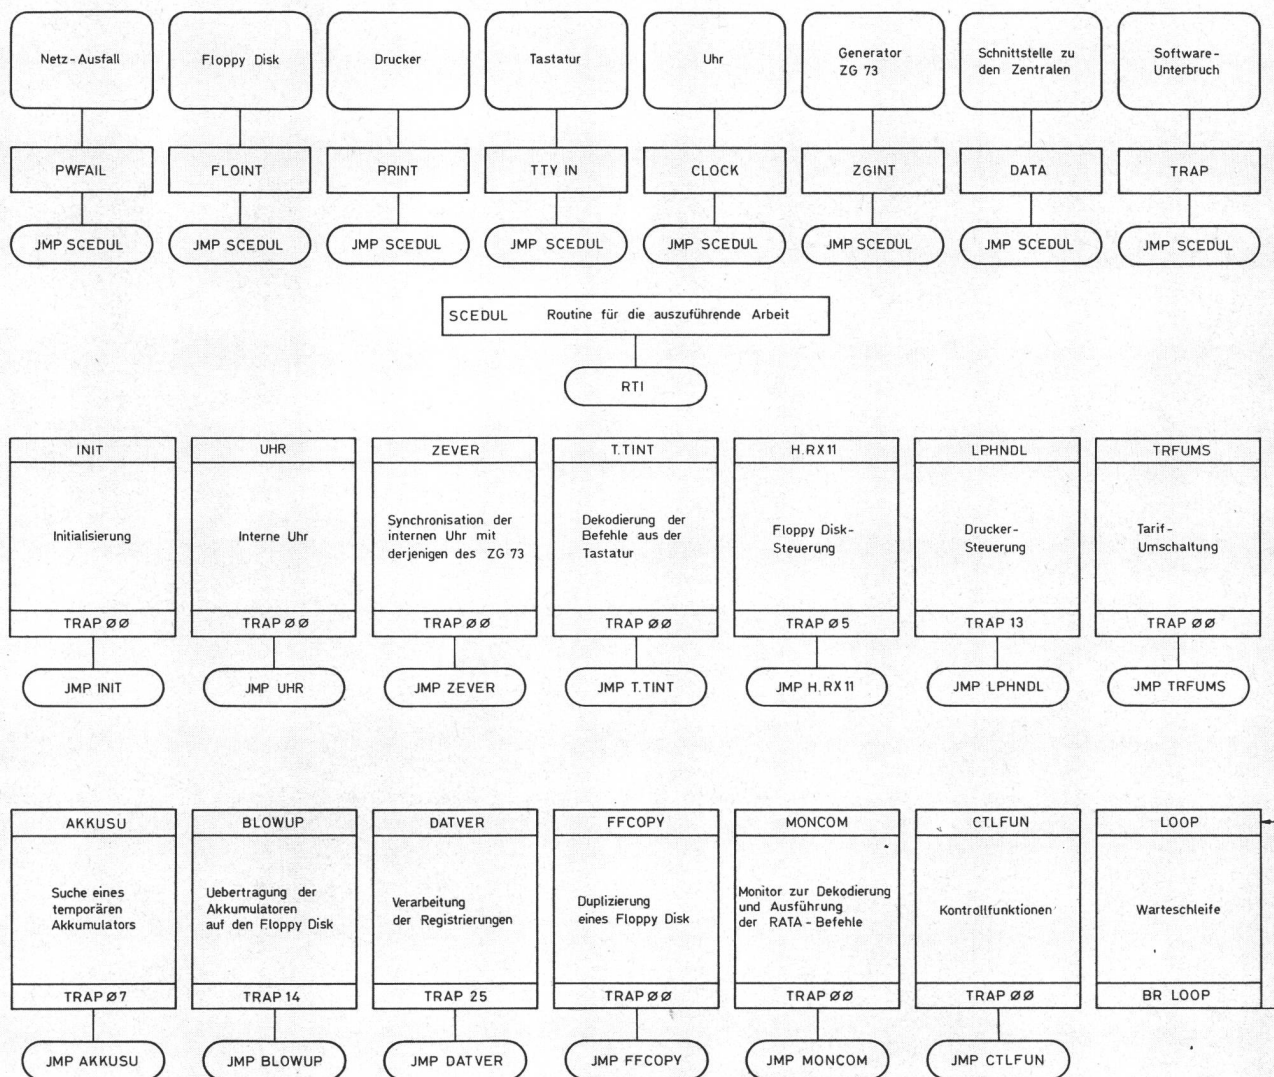 Netz-Ausfall
Floppy Disk
Drucker
Tastatur
Uhr
Generator
ZG 73
Schnittstelle zu
den Zentralen
Software-
Unterbruch
PWFAIL
FLOINT
PRINT
TTY IN
CLOCK
ZGINT
DATA
TRAP
JMP SCEDUL
JMP SCEDUL
JMP SCEDUL
JMP SCEDUL
JMP SCEDUL
JMP SCEDUL
JMP SCEDUL
JMP SCEDUL
SCEDUL Routine für die auszuführende Arbeit
RTI
INIT
UHR
ZEVER
T.TINT
H.RX11
LPHNDL
TRFUMS
Initialisierung
Interne Uhr
Synchronisation der
internen Uhr mit
derjenigen des ZG 73
Dekodierung der
Befehle aus der
Tastatur
Floppy Disk-
Steuerung
Drucker-
Steuerung
Tarif-
Umschaltung
TRAP ØØ
TRAP ØØ
TRAP ØØ
TRAP ØØ
TRAP Ø5
TRAP 13
TRAP ØØ
JMP INIT
JMP UHR
JMP ZEVER
JMP T.TINT
JMP H.RX11
JMP LPHNDL
JMP TRFUMS
AKKUSU
BLOWUP
DATVER
FFCOPY
MONCOM
CTLFUN
LOOP
Suche eines
temporären
Akkumulators
Uebertragung der
Akkumulatoren
auf den Floppy Disk
Verarbeitung
der Registrierungen
Duplizierung
eines Floppy Disk
Monitor zur Dekodierung
und Ausführung
der RATA-Befehle
Kontrollfunktionen
Warteschleife
TRAP Ø7
TRAP 14
TRAP 25
TRAP ØØ
TRAP ØØ
TRAP ØØ
BR LOOP
JMP AKKUSU
JMP BLOWUP
JMP DATVER
JMP FFCOPY
JMP MONCOM
JMP CTLFUN